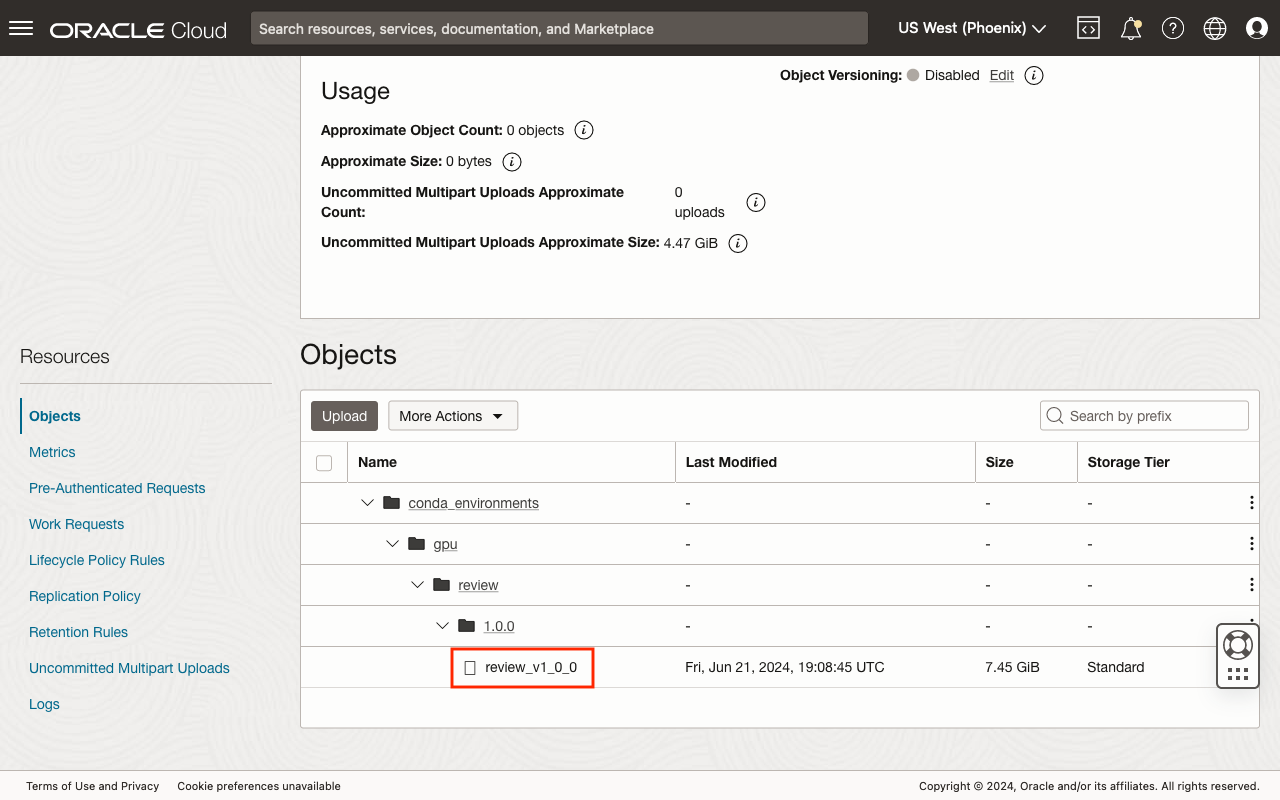 ORACLE Cloud
Search resources, services, documentation, and Marketplace
US West (Phoenix)
Object Versioning: Disabled Edit
Usage
Approximate Object Count: 0 objects
Approximate Size: 0 bytes
Uncommitted Multipart Uploads Approximate
Count:
0
uploads
Uncommitted Multipart Uploads Approximate Size: 4.47 GiB
Resources
Objects
Metrics
Pre-Authenticated Requests
Work Requests
Lifecycle Policy Rules
Replication Policy
Retention Rules
Uncommitted Multipart Uploads
Logs
Objects
Upload More Actions Search by prefix
Name Last Modified Size Storage Tier
conda_environments - - -
gpu - - -
review - - -
1.0.0 - - -
review_v1_0_0 Fri, Jun 21, 2024, 19:08:45 UTC 7.45 GiB Standard
Terms of Use and Privacy Cookie preferences unavailable Copyright © 2024, Oracle and/or its affiliates. All rights reserved.